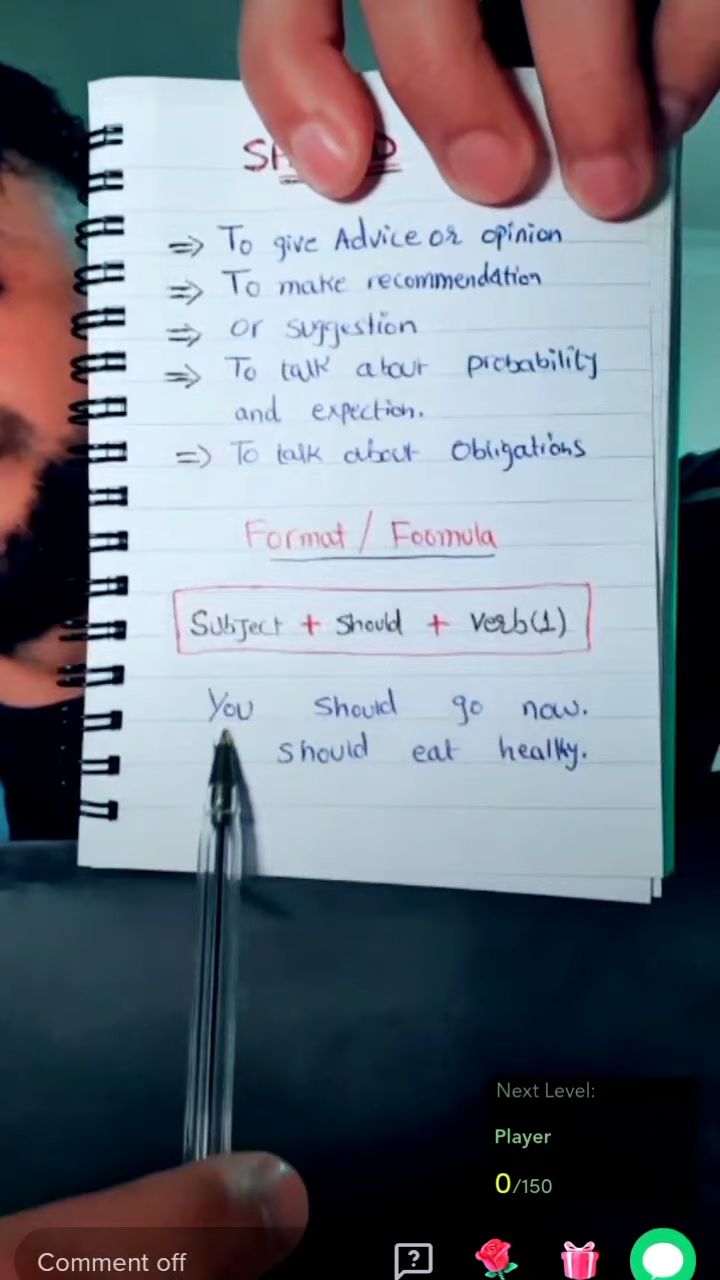 ⇒ To give Advice or opinion
⇒ To make recommendation
⇒ or suggestion
⇒ To talk about probability
and expection.
⇒ To talk about Obligations
Format / Foomula
Subject + should + Verb(1)
You should go now.
should eat healhy.
Next Level:
Player
0/150
Comment off